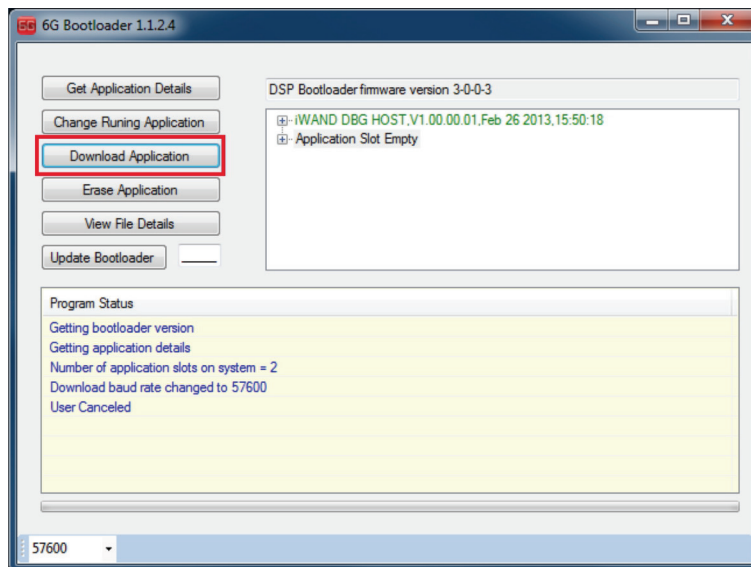 6G 6G Bootloader 1.1.2.4
Get Application Details
DSP Bootloader firmware version 3-0-0-3
Change Runing Application
iWAND DBG HOST,V1.00.00.01,Feb 26 2013,15:50:18
Application Slot Empty
Download Application
Erase Application
View File Details
Update Bootloader
Program Status
Getting bootloader version
Getting application details
Number of application slots on system = 2
Download baud rate changed to 57600
User Canceled
57600